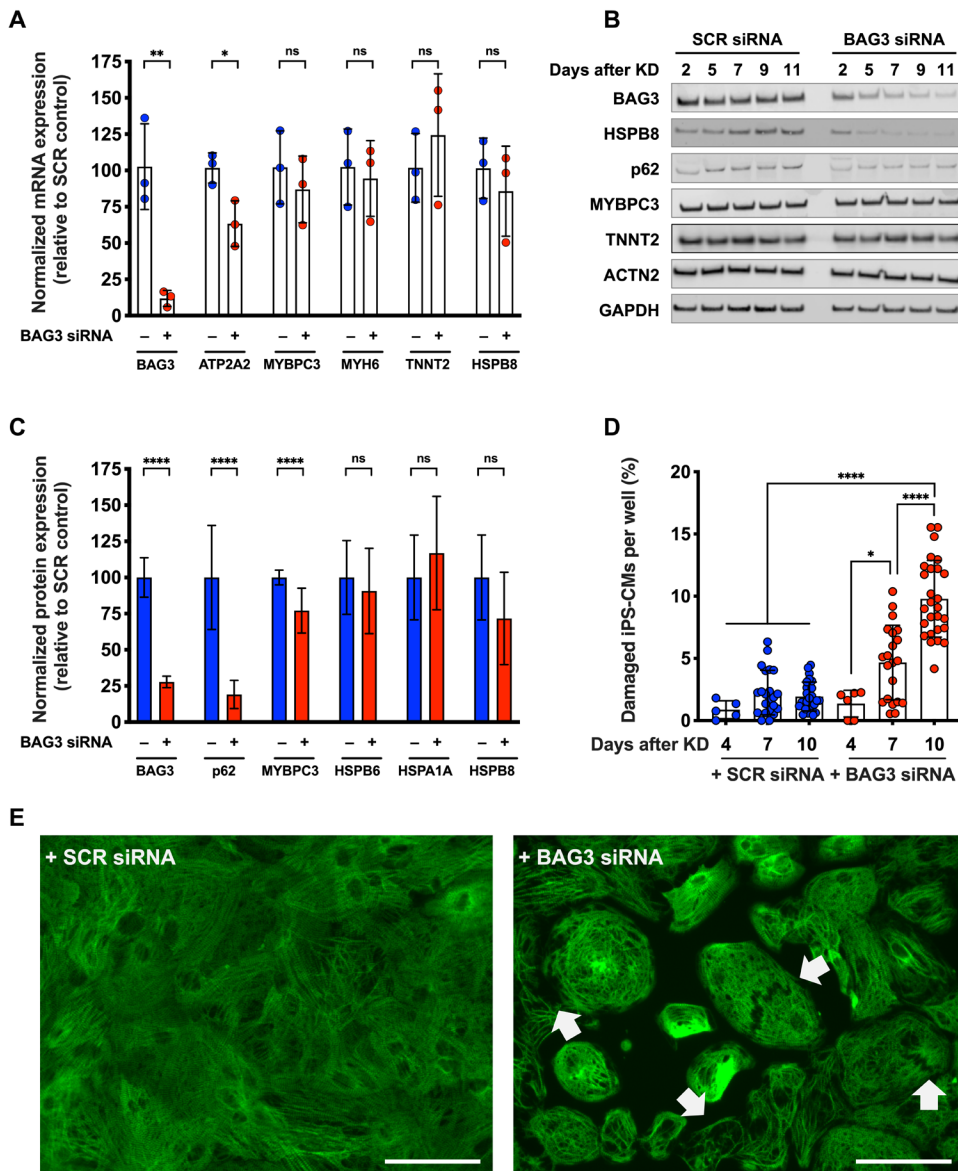 A
Normalized mRNA expression
(relative to SCR control)
175
150
125
100
75
50
25
0
** * ns ns ns ns
BAG3 siRNA – + – + – + – + – + – +
BAG3 ATP2A2 MYBPC3 MYH6 TNNT2 HSPB8
B
SCR siRNA BAG3 siRNA
Days after KD 2 5 7 9 11 2 5 7 9 11
BAG3
HSPB8
p62
MYBPC3
TNNT2
ACTN2
GAPDH
C
Normalized protein expression
(relative to SCR control)
175
150
125
100
75
50
25
0
**** **** **** ns ns ns
BAG3 siRNA – + – + – + – + – + – +
BAG3 p62 MYBPC3 HSPB6 HSPA1A HSPB8
D
Damaged iPS-CMs per well (%)
20
15
10
5
0
****
****
*
Days after KD 4 7 10 4 7 10
+ SCR siRNA + BAG3 siRNA
E
+ SCR siRNA
+ BAG3 siRNA